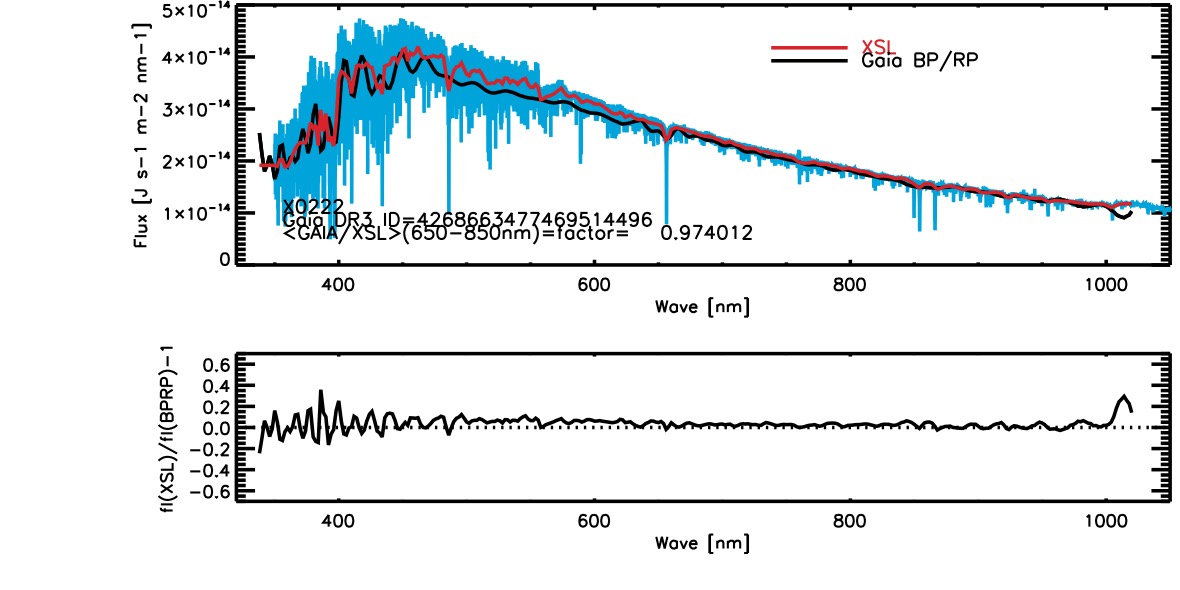 5×10−14
4×10−14
3×10−14
2×10−14
1×10−14
0
Flux [J s−1 m−2 nm−1]
XSL
Gaia BP/RP
X0222
Gaia DR3 ID=4268663477469514496
<GAIA/XSL>(650−850nm)=factor= 0.974012
400 600 800 1000
Wave [nm]
0.6
0.4
0.2
0.0
−0.2
−0.4
−0.6
fl(XSL)/fl(BPRP)−1
400 600 800 1000
Wave [nm]